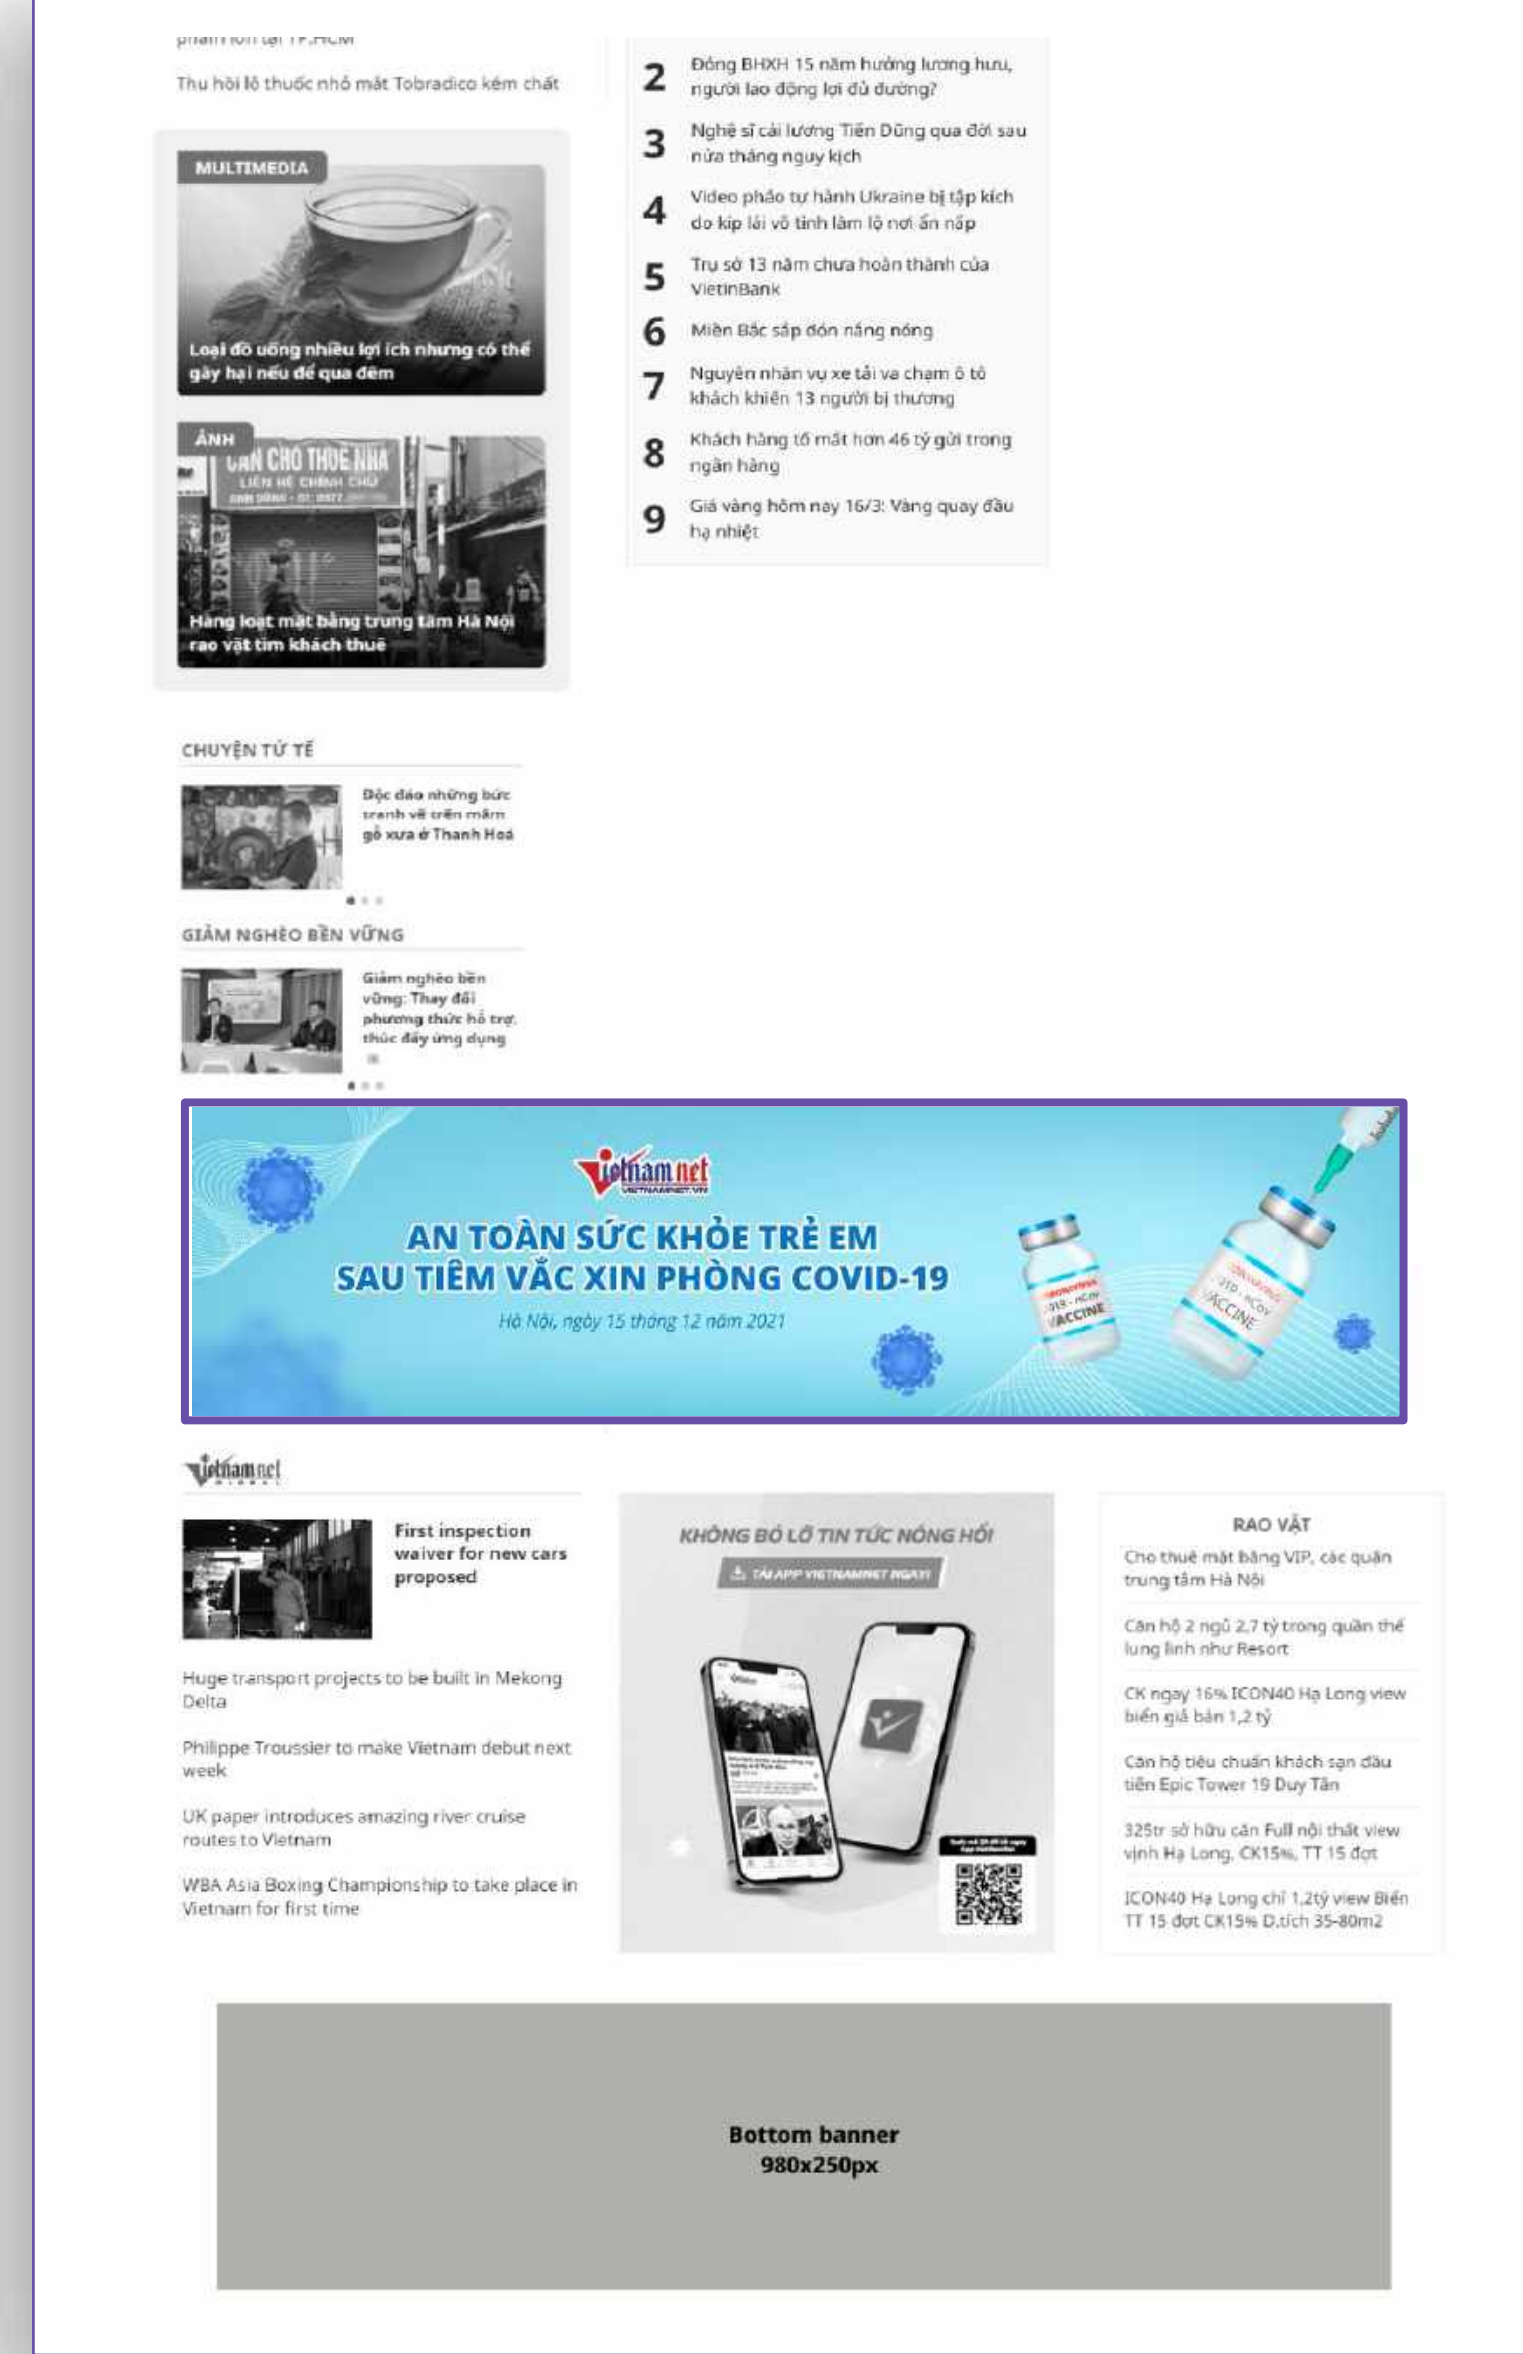 Thu hồi lô thuốc nhỏ mắt Tobradico kém chất
MULTIMEDIA
Loại đồ uống nhiều lợi ích nhưng có thể
gây hại nếu để qua đêm
ẢNH
CHO THUÊ NHÀ
LIÊN HỆ CHÍNH CHỦ
Hàng loạt mặt bằng trung tâm Hà Nội
rao vặt tìm khách thuê
2 Đóng BHXH 15 năm hưởng lương hưu,
người lao động lợi đủ đường?
3 Nghệ sĩ cải lương Tiến Dũng qua đời sau
nửa tháng nguy kịch
4 Video pháo tự hành Ukraine bị tập kích
do kíp lái vô tình làm lộ nơi ẩn nấp
5 Trụ sở 13 năm chưa hoàn thành của
VietinBank
6 Miền Bắc sắp đón nắng nóng
7 Nguyên nhân vụ xe tải va chạm ô tô
khách khiến 13 người bị thương
8 Khách hàng tố mất hơn 46 tỷ gửi trong
ngân hàng
9 Giá vàng hôm nay 16/3: Vàng quay đầu
hạ nhiệt
CHUYỆN TỬ TẾ
Độc đáo những bức
tranh vẽ trên mâm
gỗ xưa ở Thanh Hoá
GIẢM NGHÈO BỀN VỮNG
Giảm nghèo bền
vững: Thay đổi
phương thức hỗ trợ,
thúc đẩy ứng dụng
Vietnamnet
VIETNAMNET.VN
AN TOÀN SỨC KHỎE TRẺ EM
SAU TIÊM VẮC XIN PHÒNG COVID-19
Hà Nội, ngày 15 tháng 12 năm 2021
CORONAVIRUS
2019 - nCoV
VACCINE
CORONAVIRUS
2019 - nCoV
VACCINE
Vietnamnet
GLOBAL
First inspection
waiver for new cars
proposed
Huge transport projects to be built in Mekong
Delta
Philippe Troussier to make Vietnam debut next
week
UK paper introduces amazing river cruise
routes to Vietnam
WBA Asia Boxing Championship to take place in
Vietnam for first time
KHÔNG BỎ LỠ TIN TỨC NÓNG HỔI
TẢI APP VIETNAMNET NGAY!
RAO VẶT
Cho thuê mặt bằng VIP, các quận
trung tâm Hà Nội
Căn hộ 2 ngủ 2,7 tỷ trong quần thể
lung linh như Resort
CK ngay 16% ICON40 Hạ Long view
biển giá bán 1,2 tỷ
Căn hộ tiêu chuẩn khách sạn đầu
tiên Epic Tower 19 Duy Tân
325tr sở hữu căn Full nội thất view
vịnh Hạ Long, CK15%, TT 15 đợt
ICON40 Hạ Long chỉ 1,2tỷ view Biển
TT 15 đợt CK15% D.tích 35-80m2
Bottom banner
980x250px